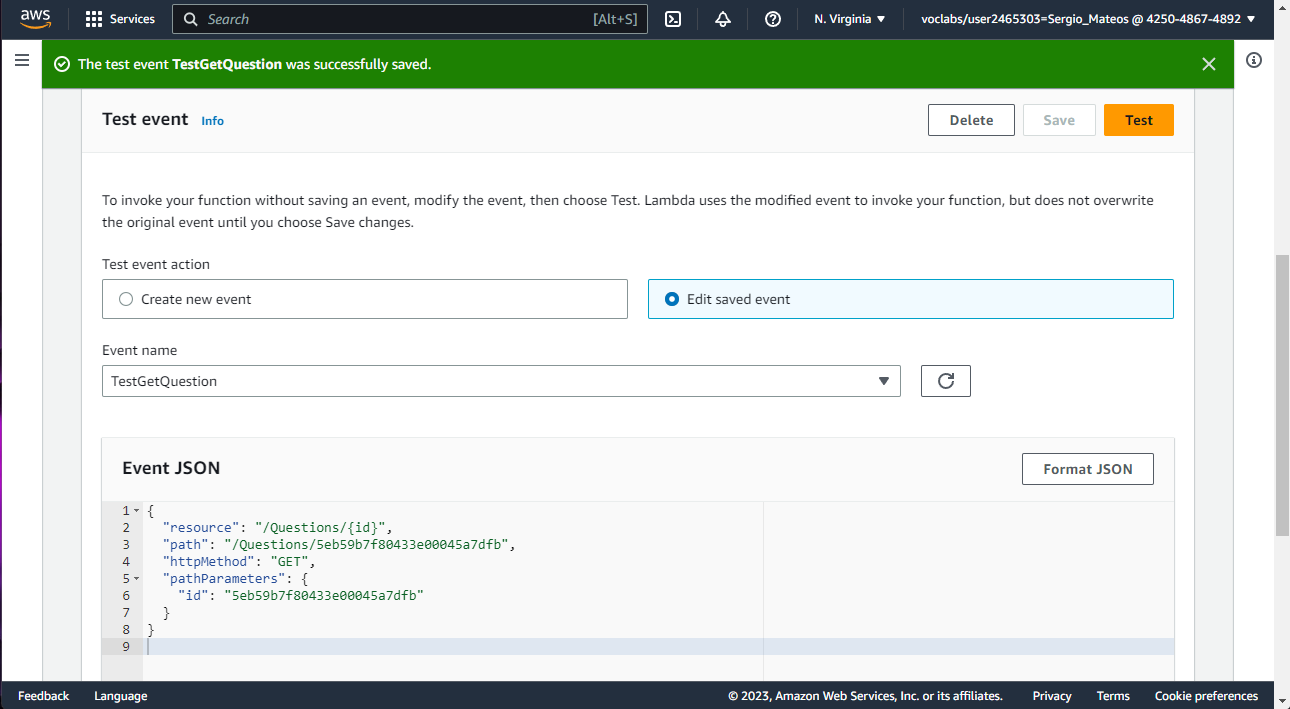 aws Services Search [Alt+S] N. Virginia voclabs/user2465303=Sergio_Mateos @ 4250-4867-4892
The test event TestGetQuestion was successfully saved.
Test event Info Delete Save Test
To invoke your function without saving an event, modify the event, then choose Test. Lambda uses the modified event to invoke your function, but does not overwrite
the original event until you choose Save changes.
Test event action
Create new event Edit saved event
Event name
TestGetQuestion
Event JSON Format JSON
1 {
2 "resource": "/Questions/{id}",
3 "path": "/Questions/5eb59b7f80433e00045a7dfb",
4 "httpMethod": "GET",
5 "pathParameters": {
6 "id": "5eb59b7f80433e00045a7dfb"
7 }
8 }
9
Feedback Language © 2023, Amazon Web Services, Inc. or its affiliates. Privacy Terms Cookie preferences